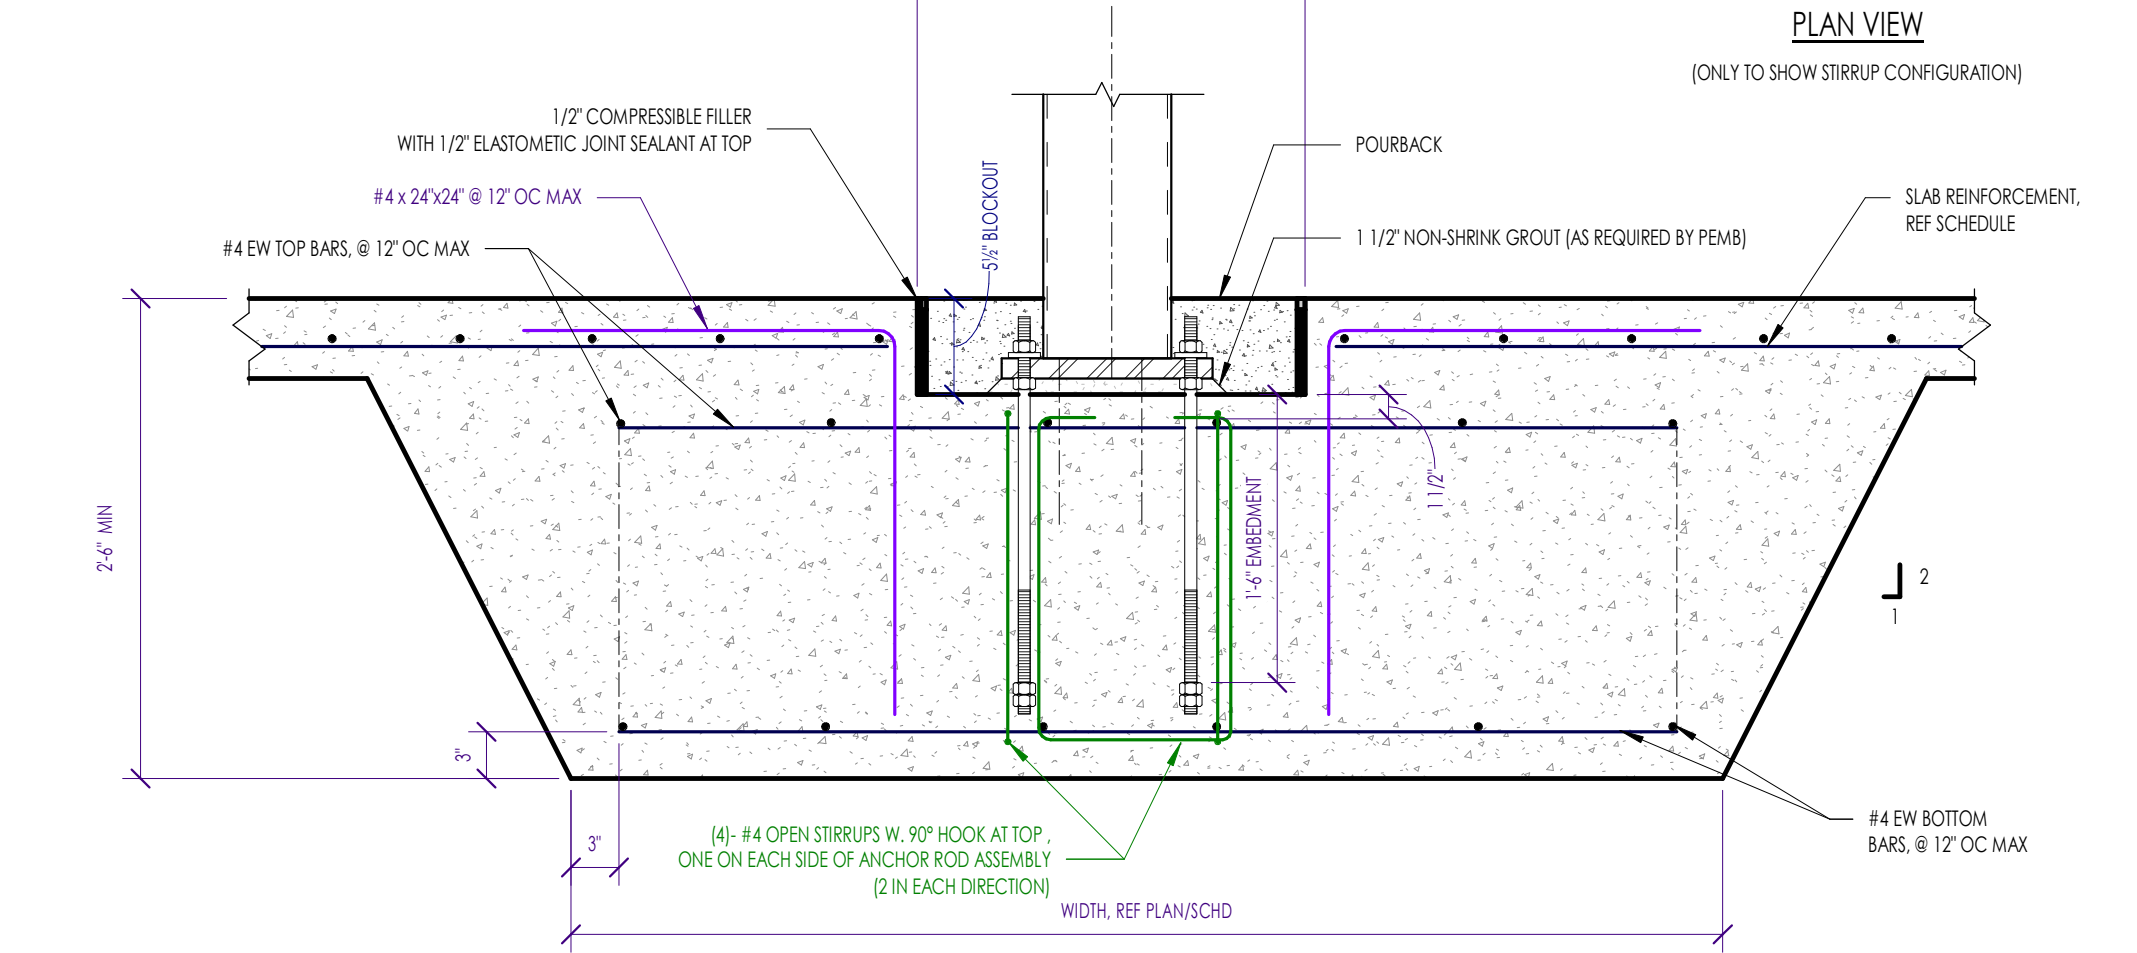 PLAN VIEW
(ONLY TO SHOW STIRRUP CONFIGURATION)
1/2" COMPRESSIBLE FILLER
WITH 1/2" ELASTOMETIC JOINT SEALANT AT TOP
#4 x 24"x24" @ 12" OC MAX
#4 EW TOP BARS, @ 12" OC MAX
5½" BLOCKOUT
POURBACK
1 1/2" NON-SHRINK GROUT (AS REQUIRED BY PEMB)
SLAB REINFORCEMENT,
REF SCHEDULE
2'-6" MIN
1'-6" EMBEDMENT
1 1/2"
2
1
3"
3"
(4)- #4 OPEN STIRRUPS W. 90° HOOK AT TOP ,
ONE ON EACH SIDE OF ANCHOR ROD ASSEMBLY
(2 IN EACH DIRECTION)
#4 EW BOTTOM
BARS, @ 12" OC MAX
WIDTH, REF PLAN/SCHD